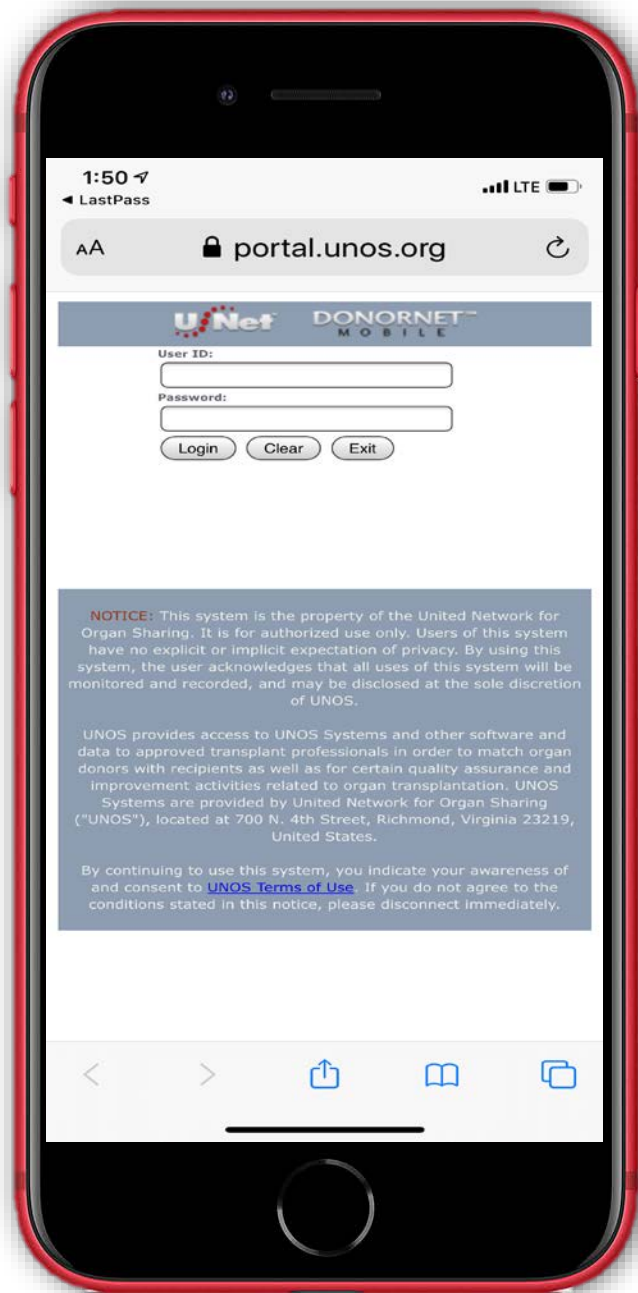 1:50
LTE
◀ LastPass
AA portal.unos.org
UNet DONORNET℠
MOBILE
User ID:
Password:
Login Clear Exit
NOTICE: This system is the property of the United Network for
Organ Sharing. It is for authorized use only. Users of this system
have no explicit or implicit expectation of privacy. By using this
system, the user acknowledges that all uses of this system will be
monitored and recorded, and may be disclosed at the sole discretion
of UNOS.
UNOS provides access to UNOS Systems and other software and
data to approved transplant professionals in order to match organ
donors with recipients as well as for certain quality assurance and
improvement activities related to organ transplantation. UNOS
Systems are provided by United Network for Organ Sharing
("UNOS"), located at 700 N. 4th Street, Richmond, Virginia 23219,
United States.
By continuing to use this system, you indicate your awareness of
and consent to UNOS Terms of Use. If you do not agree to the
conditions stated in this notice, please disconnect immediately.